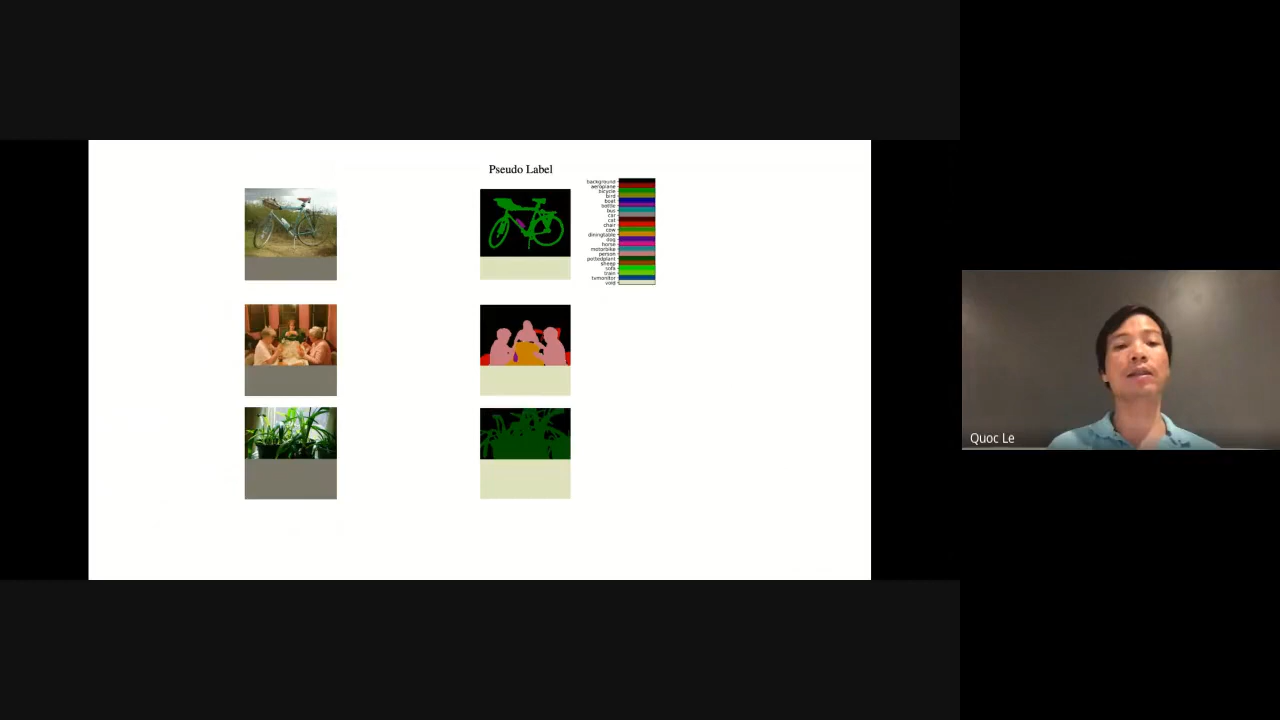 Pseudo Label
background
aeroplane
bicycle
bird
boat
bottle
bus
car
cat
chair
cow
diningtable
dog
horse
motorbike
person
pottedplant
sheep
sofa
train
tvmonitor
void
Quoc Le